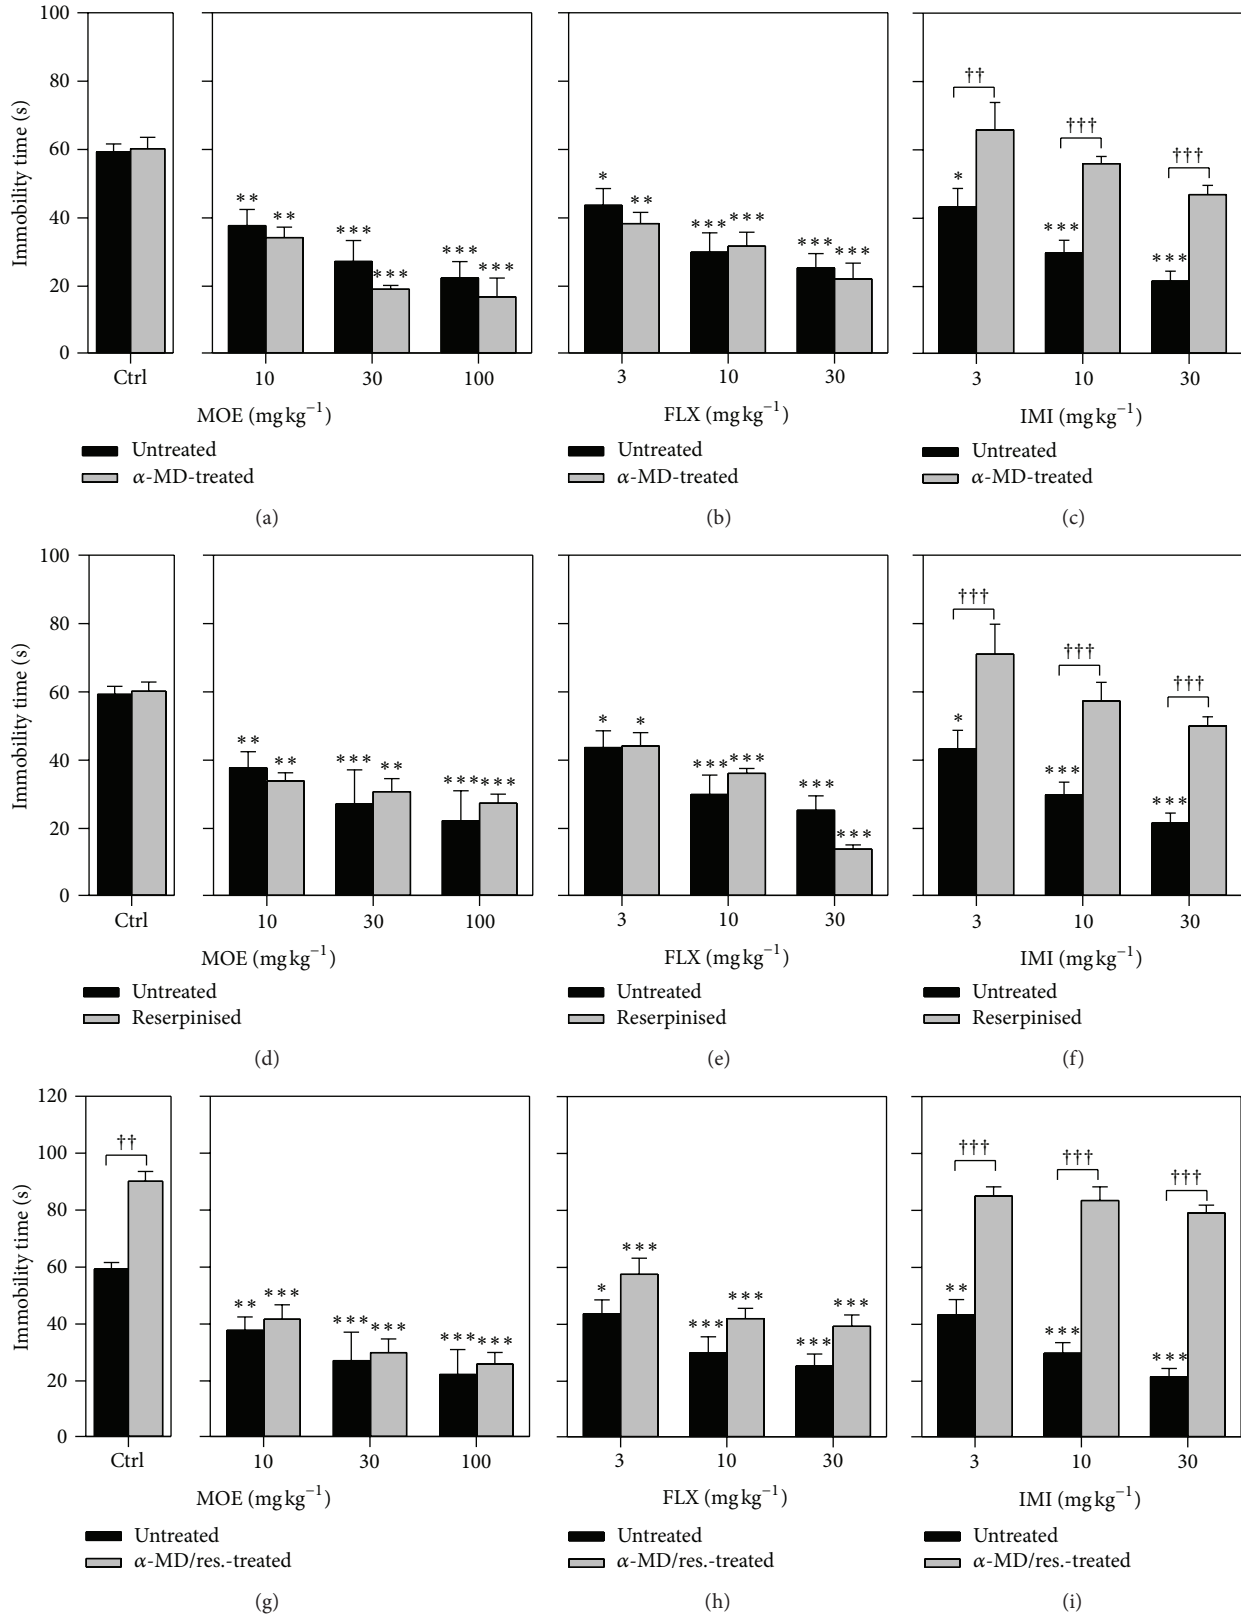 100
80
60
40
20
0
Immobility time (s)
Ctrl
** ** *** *** *** ***
10 30 100
MOE (mg kg⁻¹)
Untreated
α-MD-treated
(a)
* ** *** *** *** ***
3 10 30
FLX (mg kg⁻¹)
Untreated
α-MD-treated
(b)
†† ††† †††
* *** ***
3 10 30
IMI (mg kg⁻¹)
Untreated
α-MD-treated
(c)
100
80
60
40
20
0
Immobility time (s)
Ctrl
** ** *** ** *** ***
10 30 100
MOE (mg kg⁻¹)
Untreated
Reserpinised
(d)
* * *** *** *** ***
3 10 30
FLX (mg kg⁻¹)
Untreated
Reserpinised
(e)
††† ††† †††
* *** ***
3 10 30
IMI (mg kg⁻¹)
Untreated
Reserpinised
(f)
120
100
80
60
40
20
0
Immobility time (s)
††
Ctrl
** *** *** *** *** ***
10 30 100
MOE (mg kg⁻¹)
Untreated
α-MD/res.-treated
(g)
* *** *** *** *** ***
3 10 30
FLX (mg kg⁻¹)
Untreated
α-MD/res.-treated
(h)
††† ††† †††
** *** ***
3 10 30
IMI (mg kg⁻¹)
Untreated
α-MD/res.-treated
(i)